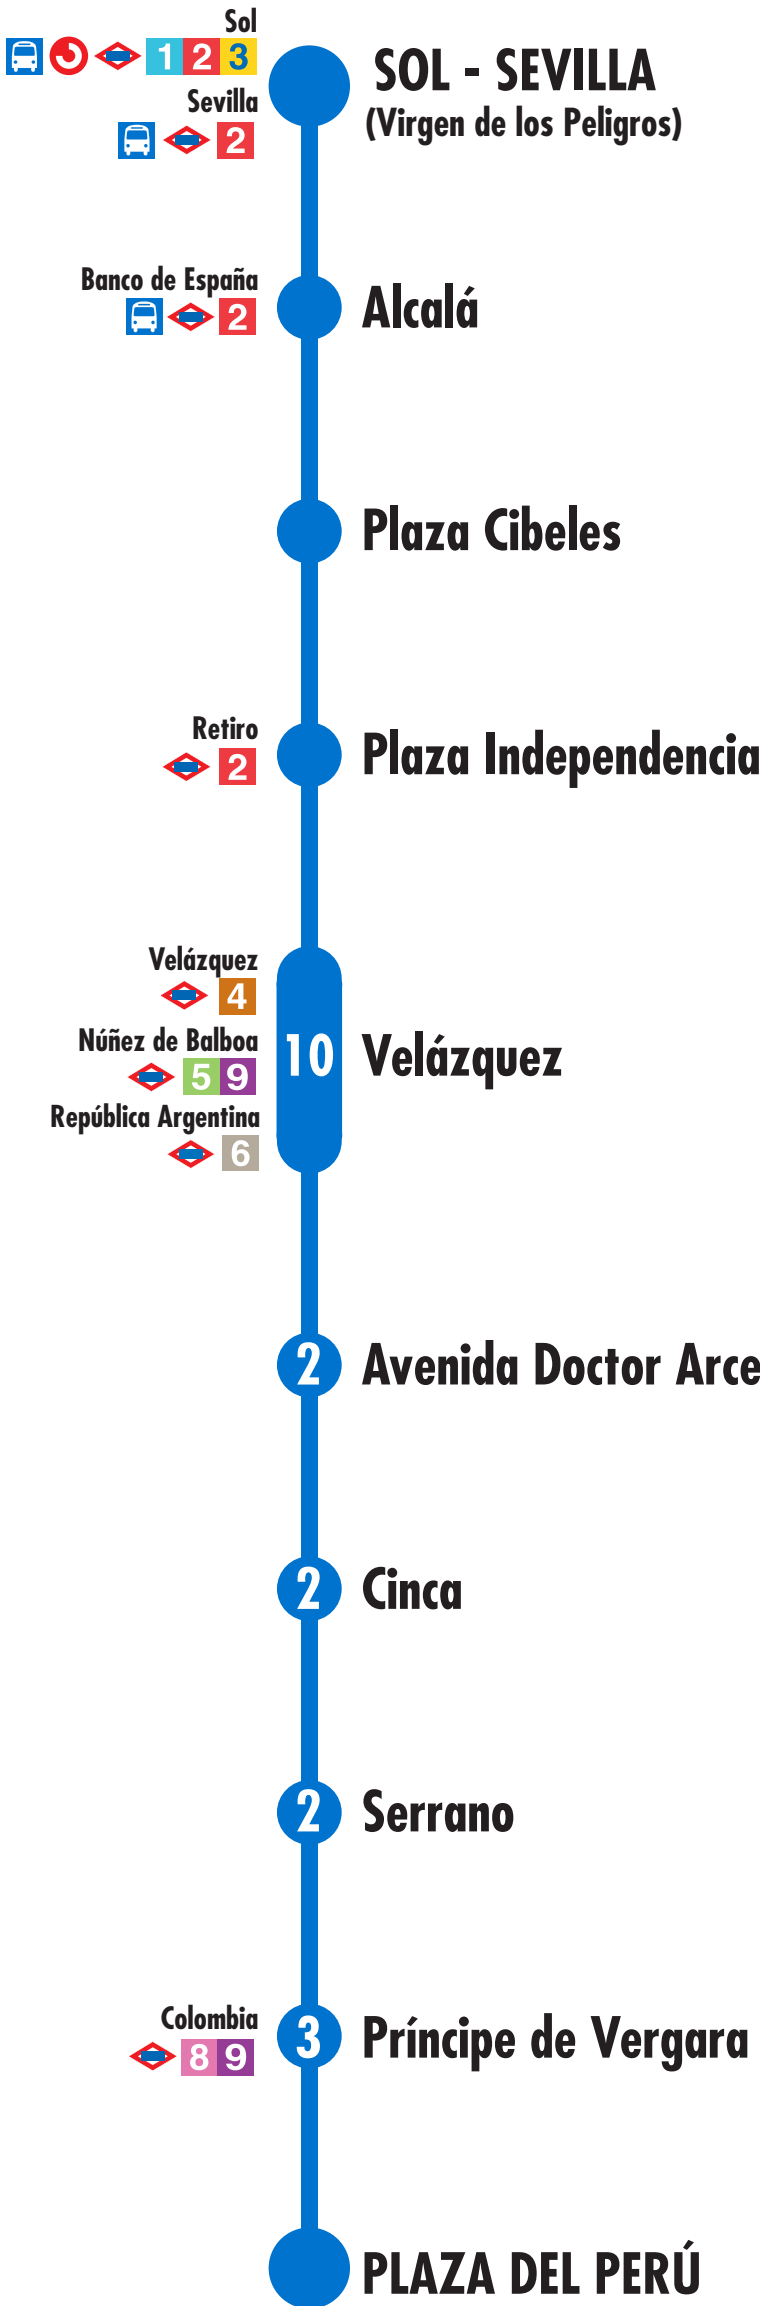 Sol
1 2 3
SOL - SEVILLA
(Virgen de los Peligros)
Sevilla
2
Banco de España
2
Alcalá
Plaza Cibeles
Retiro
2
Plaza Independencia
Velázquez
4
Núñez de Balboa
5 9
República Argentina
6
10
Velázquez
2
Avenida Doctor Arce
2
Cinca
2
Serrano
Colombia
8 9
3
Príncipe de Vergara
PLAZA DEL PERÚ